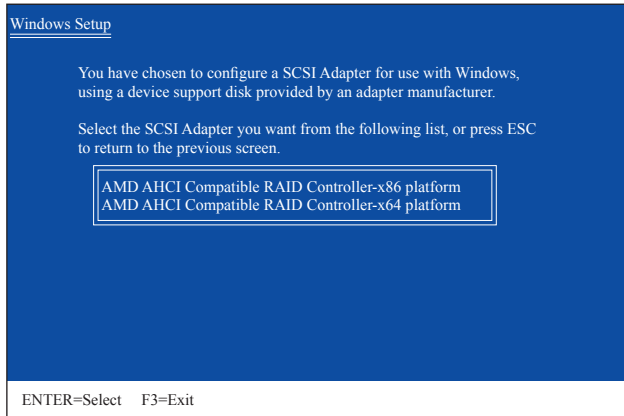 Windows Setup
You have chosen to configure a SCSI Adapter for use with Windows,
using a device support disk provided by an adapter manufacturer.
Select the SCSI Adapter you want from the following list, or press ESC
to return to the previous screen.
AMD AHCI Compatible RAID Controller-x86 platform
AMD AHCI Compatible RAID Controller-x64 platform
ENTER=Select F3=Exit